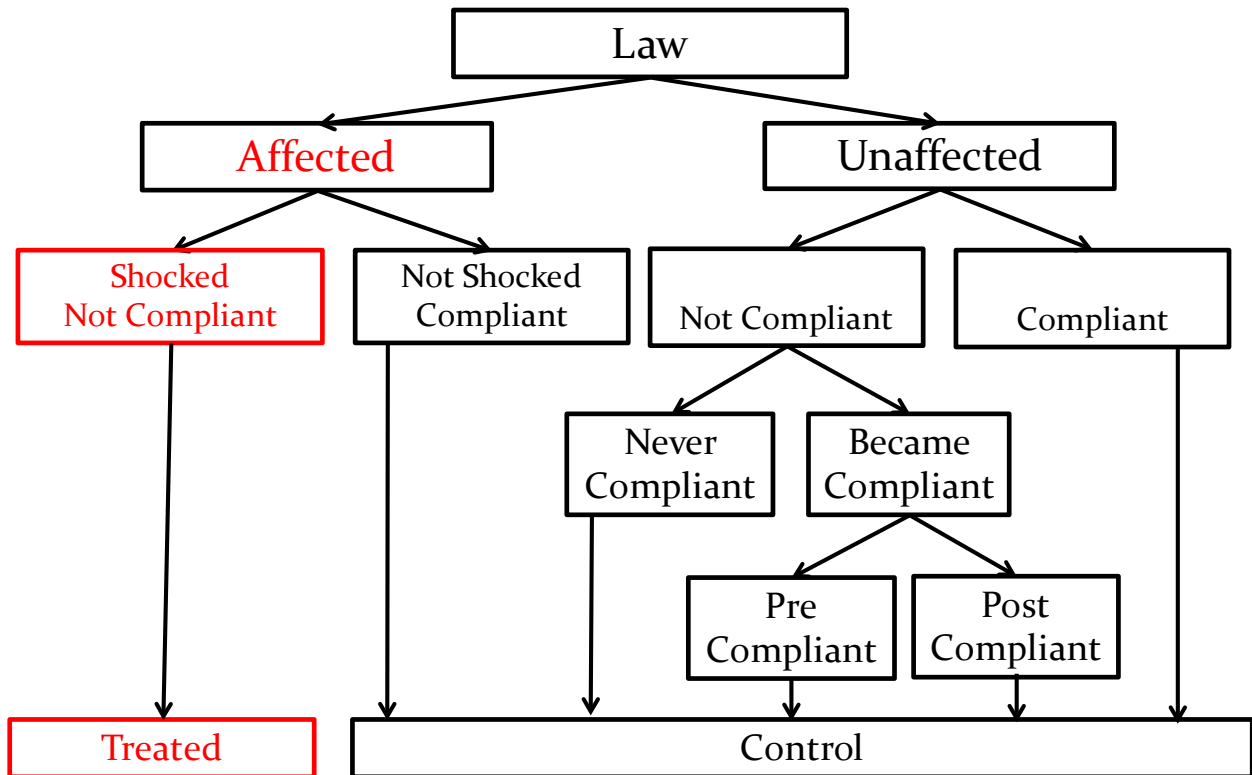 Law
Affected
Unaffected
Shocked
Not Compliant
Not Shocked
Compliant
Not Compliant
Compliant
Never
Compliant
Became
Compliant
Pre
Compliant
Post
Compliant
Treated
Control